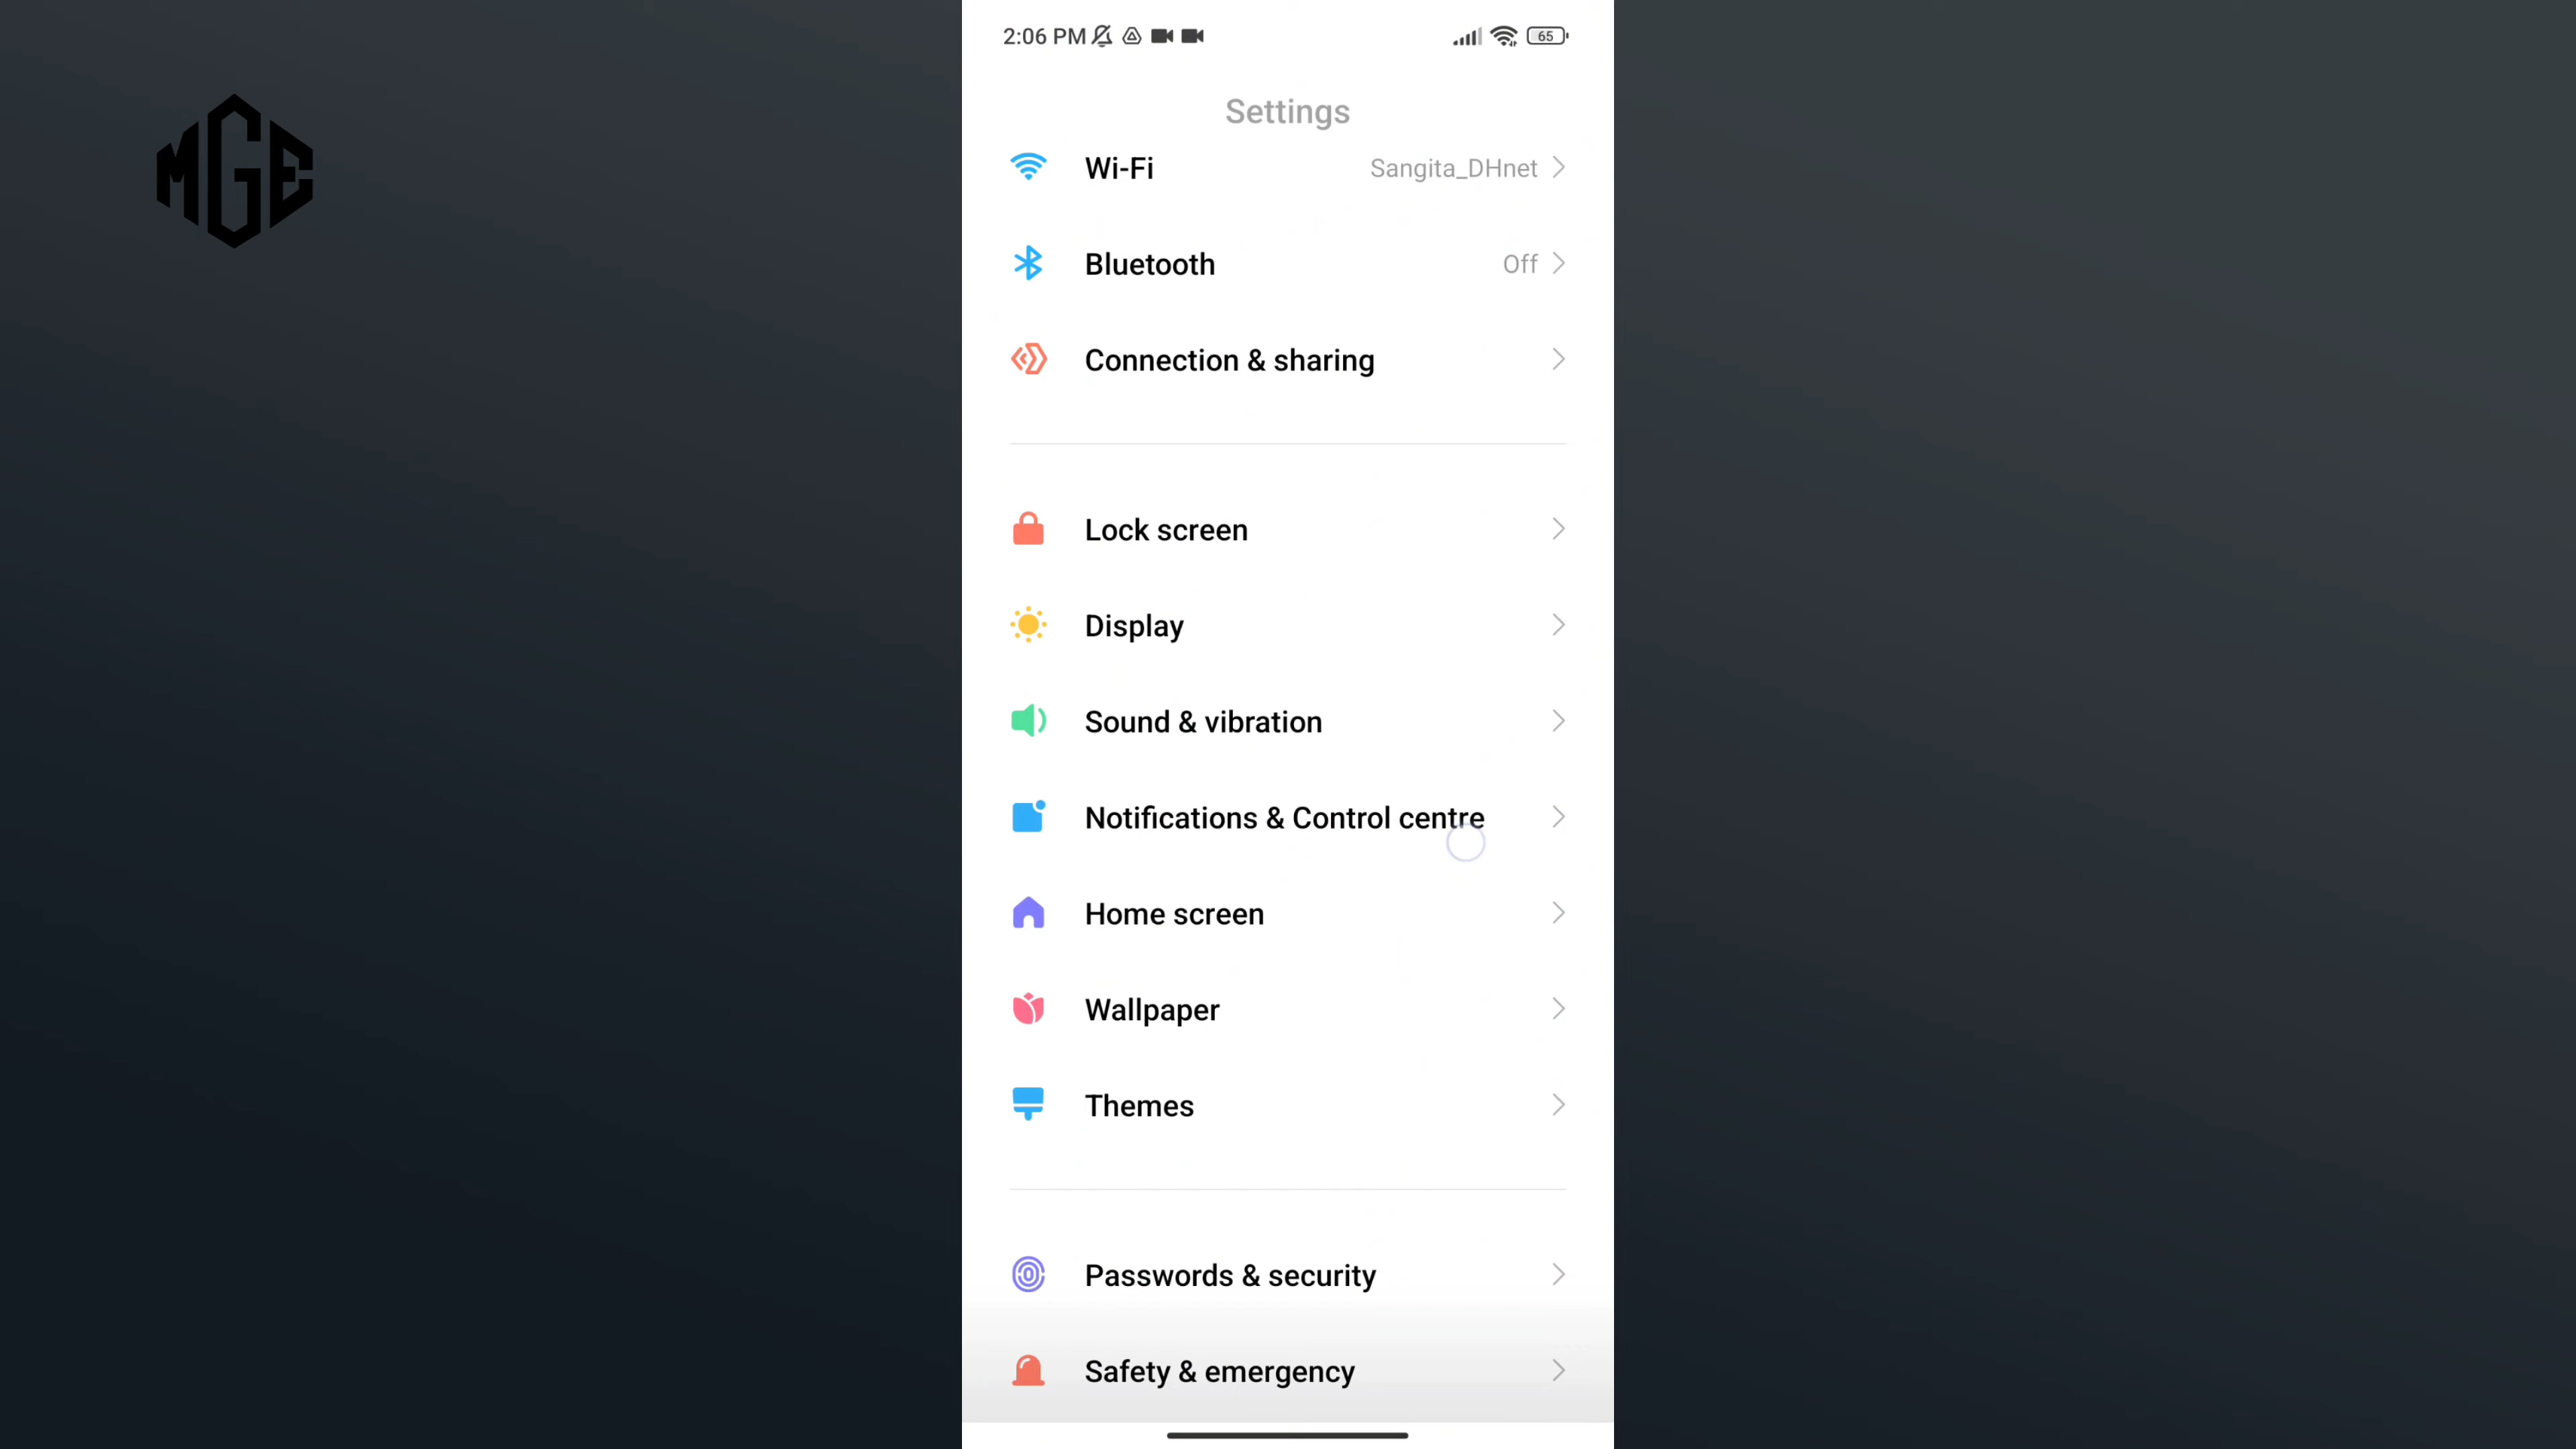 MGE
2:06 PM 65
Settings
Wi-Fi Sangita_DHnet
Bluetooth Off
Connection & sharing
Lock screen
Display
Sound & vibration
Notifications & Control centre
Home screen
Wallpaper
Themes
Passwords & security
Safety & emergency